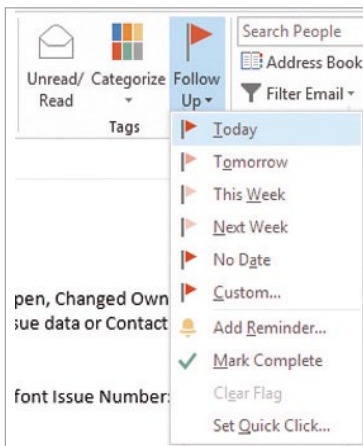 Search People
Unread/ Categorize Follow
Read Up
Address Book
Filter Email
Tags
Today
Tomorrow
This Week
Next Week
No Date
Custom...
Add Reminder...
Mark Complete
Clear Flag
Set Quick Click...
pen, Changed Own
sue data or Contact
font Issue Number: